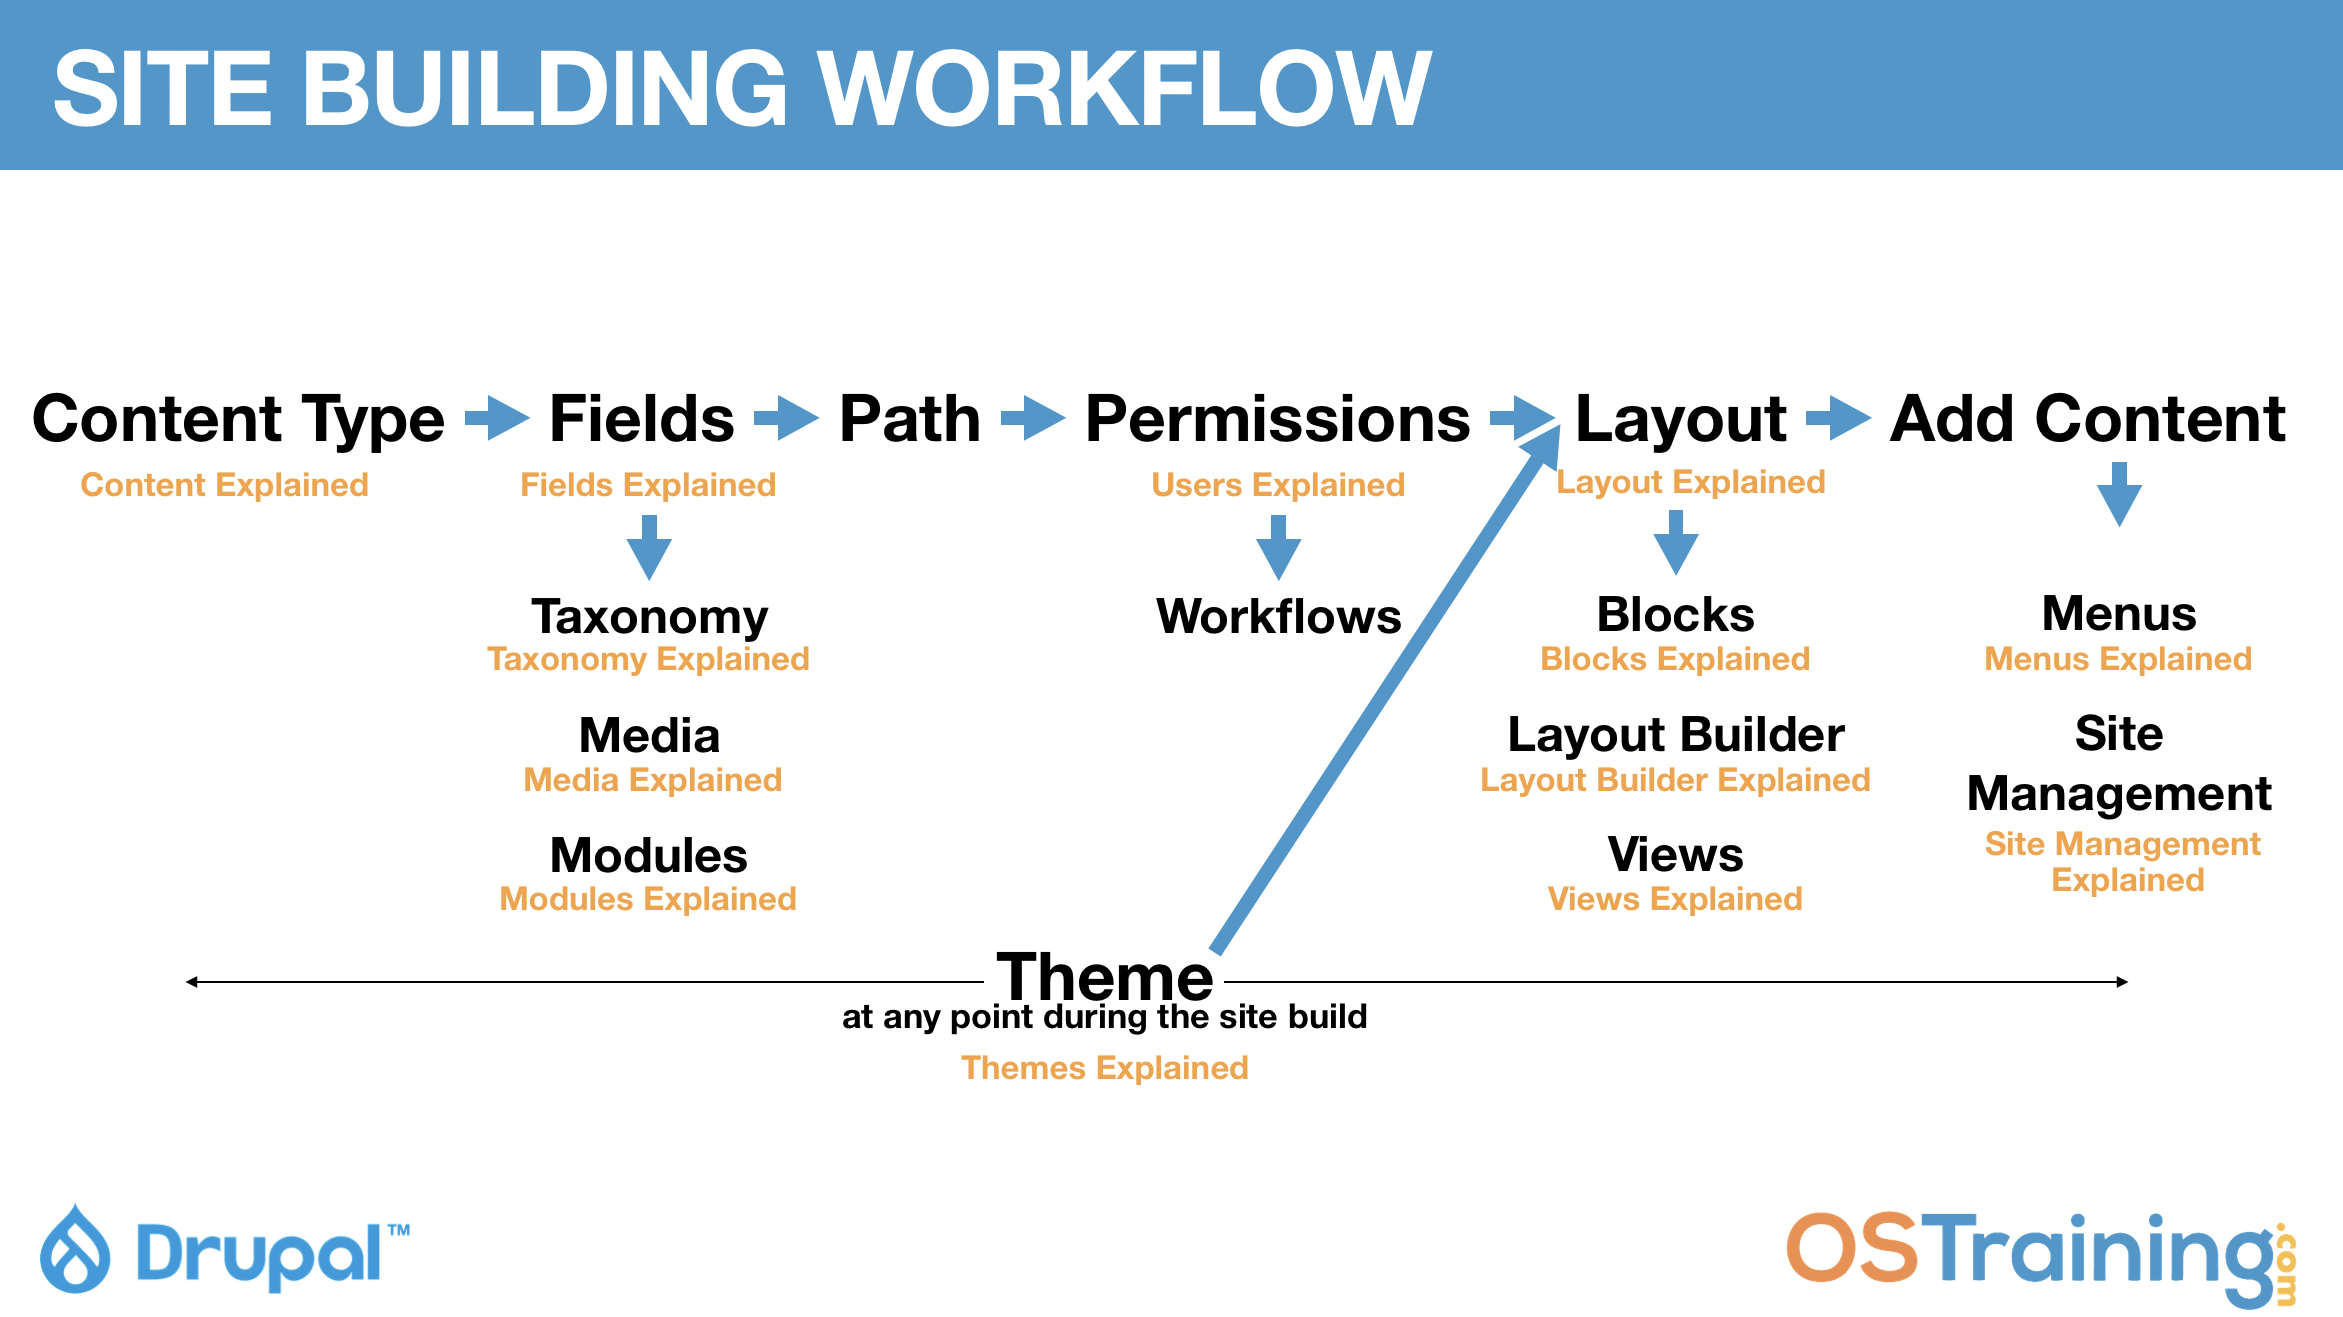 SITE BUILDING WORKFLOW
Content Type Fields Path Permissions Layout Add Content
Content Explained Fields Explained Users Explained Layout Explained
Taxonomy Workflows Blocks Menus
Taxonomy Explained Blocks Explained Menus Explained
Media Layout Builder Site
Management
Media Explained Layout Builder Explained
Modules Views Site Management
Explained
Modules Explained Views Explained
Theme
at any point during the site build
Themes Explained
Drupal™ OSTraining.com